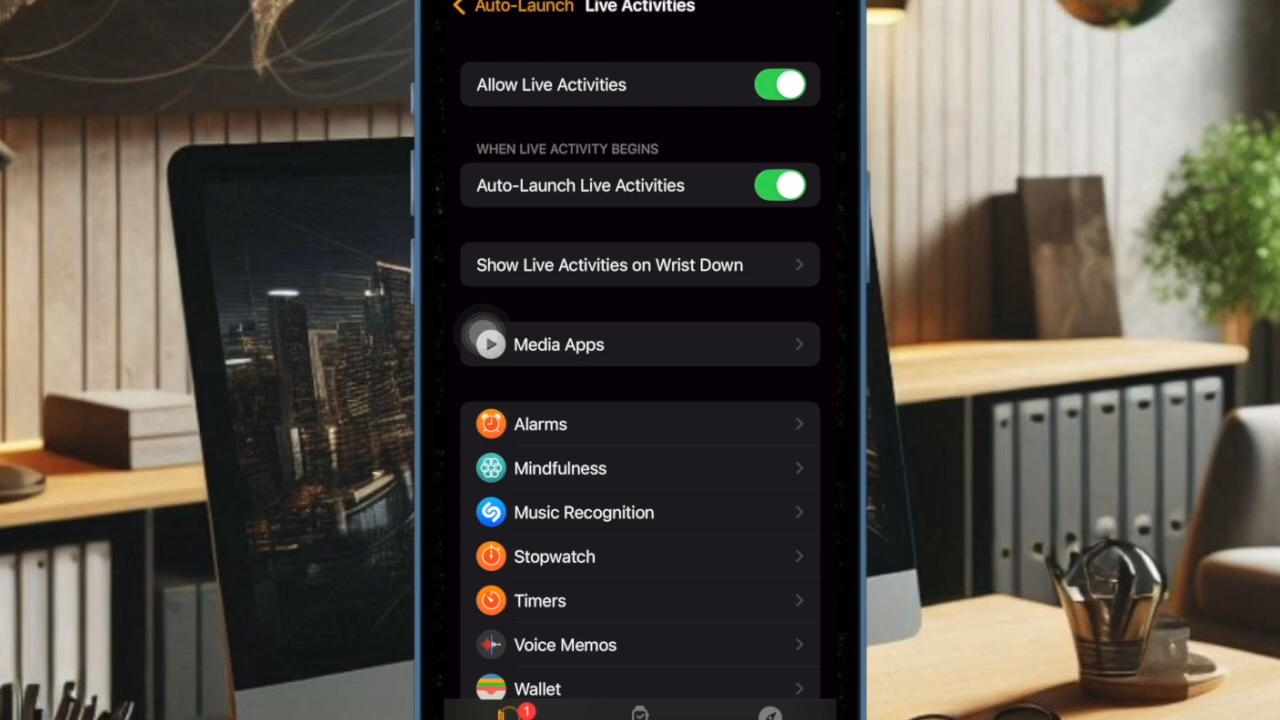 Auto-Launch Live Activities
Allow Live Activities
WHEN LIVE ACTIVITY BEGINS
Auto-Launch Live Activities
Show Live Activities on Wrist Down
Media Apps
Alarms
Mindfulness
Music Recognition
Stopwatch
Timers
Voice Memos
Wallet
1